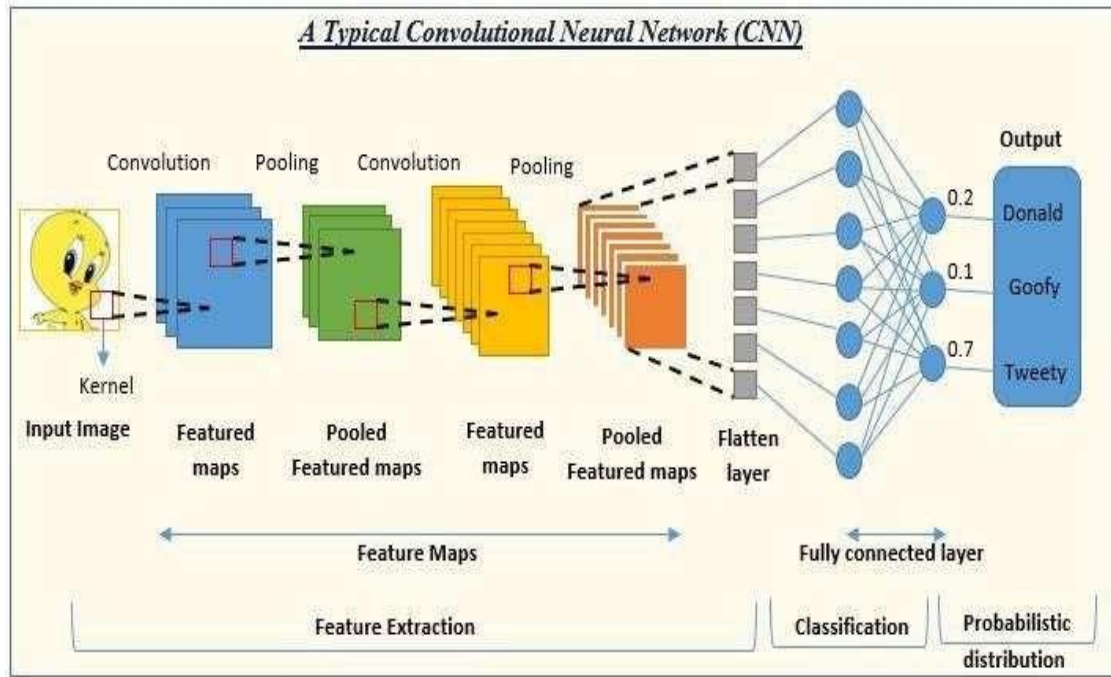 A Typical Convolutional Neural Network (CNN)
Convolution
Pooling
Convolution
Pooling
Output
0.2
Donald
0.1
Goofy
0.7
Tweety
Kernel
Input Image
Featured
maps
Pooled
Featured maps
Featured
maps
Pooled
Featured maps
Flatten
layer
Feature Maps
Fully connected layer
Feature Extraction
Classification
Probabilistic
distribution